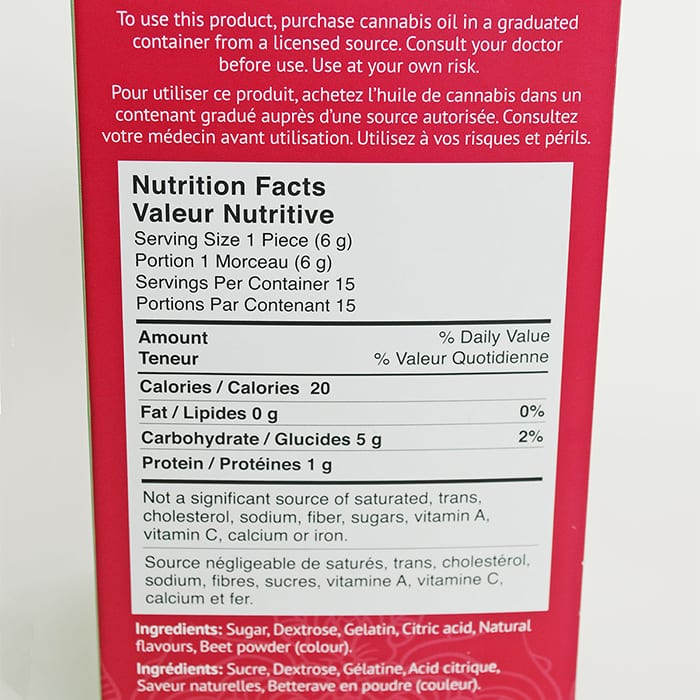 To use this product, purchase cannabis oil in a graduated
container from a licensed source. Consult your doctor
before use. Use at your own risk.
Pour utiliser ce produit, achetez l'huile de cannabis dans un
contenant gradué auprès d'une source autorisée. Consultez
votre médecin avant utilisation. Utilisez à vos risques et périls.
Nutrition Facts
Valeur Nutritive
Serving Size 1 Piece (6 g)
Portion 1 Morceau (6 g)
Servings Per Container 15
Portions Par Contenant 15
Amount % Daily Value
Teneur % Valeur Quotidienne
Calories / Calories 20
Fat / Lipides 0 g 0%
Carbohydrate / Glucides 5 g 2%
Protein / Protéines 1 g
Not a significant source of saturated, trans,
cholesterol, sodium, fiber, sugars, vitamin A,
vitamin C, calcium or iron.
Source négligeable de saturés, trans, cholestérol,
sodium, fibres, sucres, vitamine A, vitamine C,
calcium et fer.
Ingredients: Sugar, Dextrose, Gelatin, Citric acid, Natural
flavours, Beet powder (colour).
Ingrédients: Sucre, Dextrose, Gélatine, Acid citrique,
Saveur naturelles, Betterave en poudre (couleur).